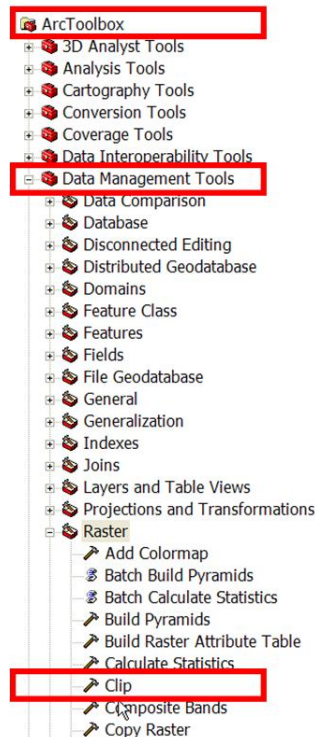 ArcToolbox
3D Analyst Tools
Analysis Tools
Cartography Tools
Conversion Tools
Coverage Tools
Data Interoperability Tools
Data Management Tools
Data Comparison
Database
Disconnected Editing
Distributed Geodatabase
Domains
Feature Class
Features
Fields
File Geodatabase
General
Generalization
Indexes
Joins
Layers and Table Views
Projections and Transformations
Raster
Add Colormap
Batch Build Pyramids
Batch Calculate Statistics
Build Pyramids
Build Raster Attribute Table
Calculate Statistics
Clip
Composite Bands
Copy Raster